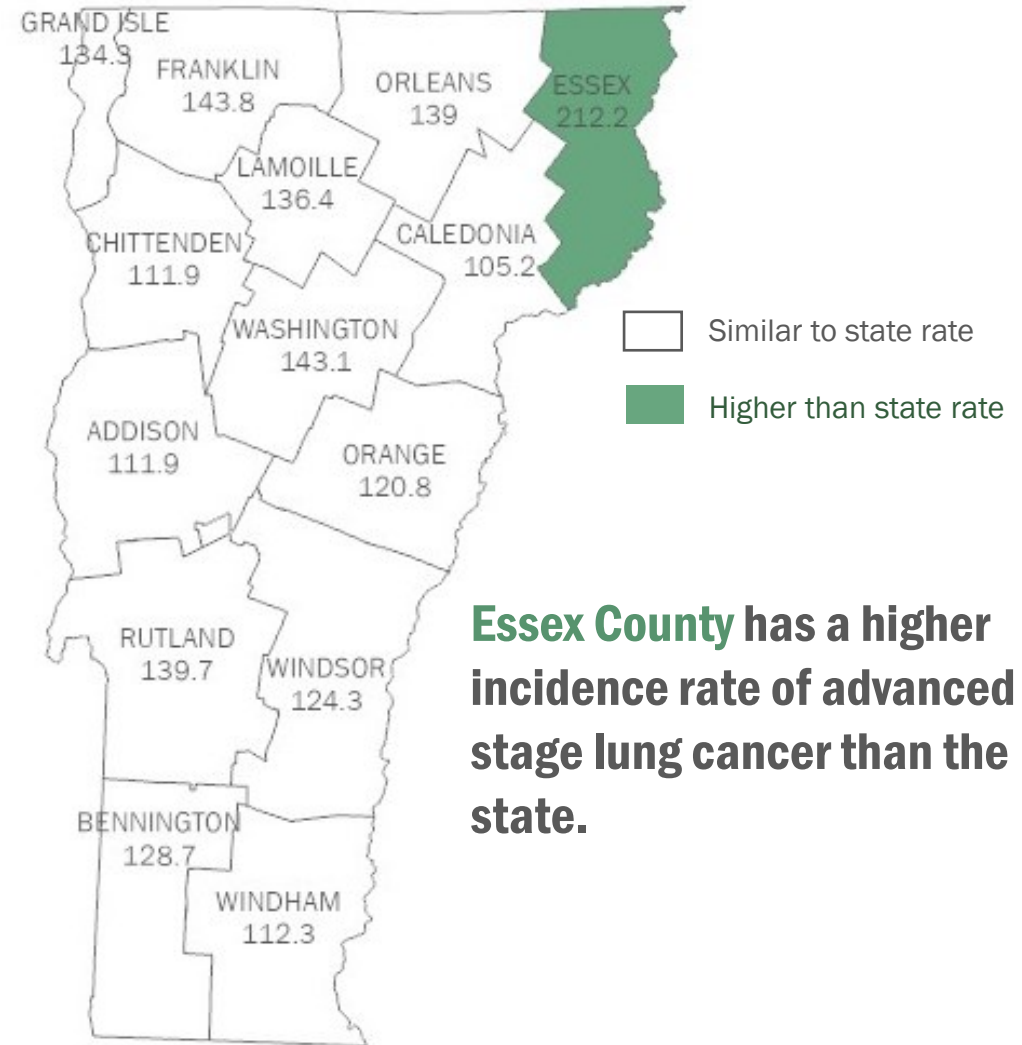 GRAND ISLE
134.3
FRANKLIN
143.8
ORLEANS
139
ESSEX
212.2
LAMOILLE
136.4
CHITTENDEN
111.9
CALEDONIA
105.2
WASHINGTON
143.1
Similar to state rate
Higher than state rate
ADDISON
111.9
ORANGE
120.8
RUTLAND
139.7
WINDSOR
124.3
Essex County has a higher
incidence rate of advanced
stage lung cancer than the
state.
BENNINGTON
128.7
WINDHAM
112.3